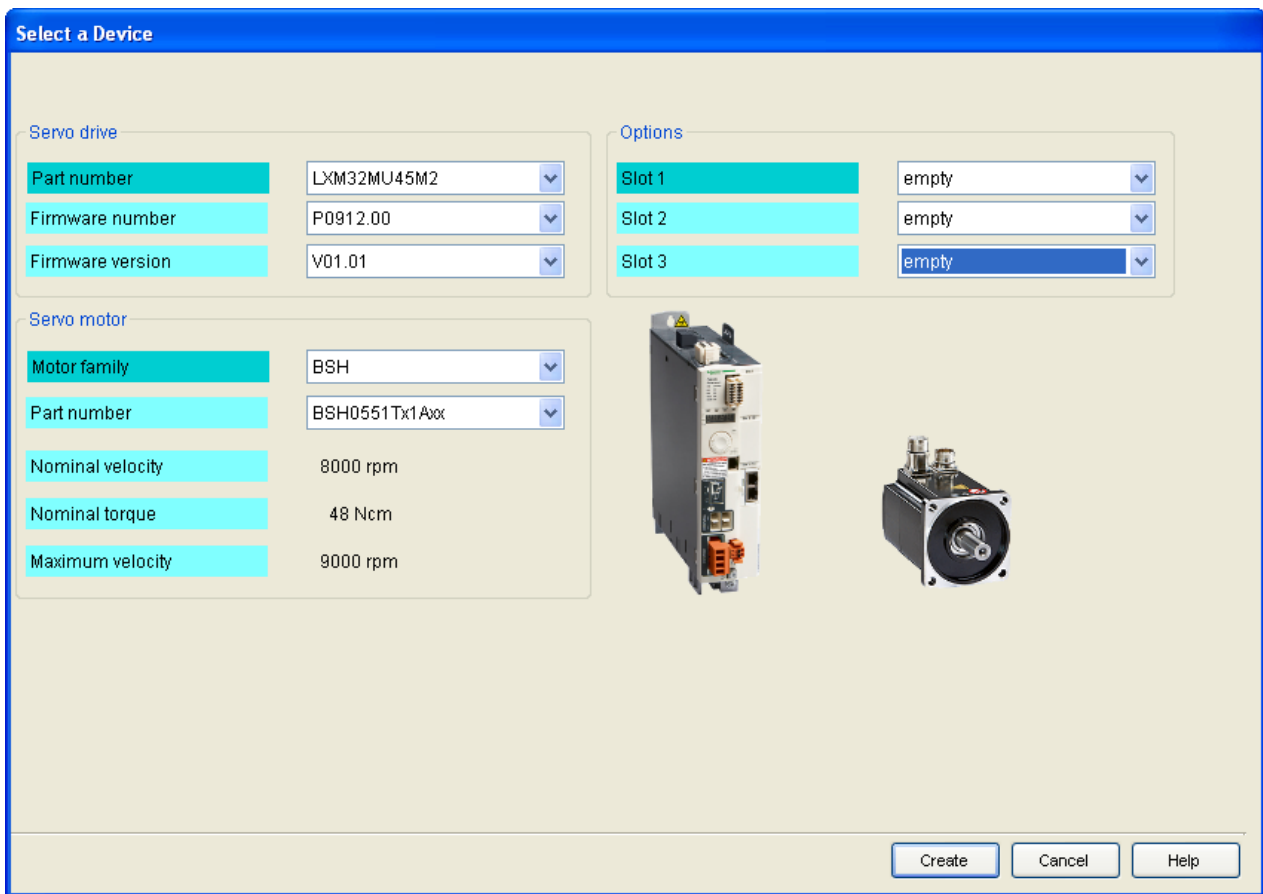 Select a Device
Servo drive
Part number LXM32MU45M2
Firmware number P0912.00
Firmware version V01.01
Options
Slot 1 empty
Slot 2 empty
Slot 3 empty
Servo motor
Motor family BSH
Part number BSH0551Tx1Axx
Nominal velocity 8000 rpm
Nominal torque 48 Ncm
Maximum velocity 9000 rpm
Create Cancel Help